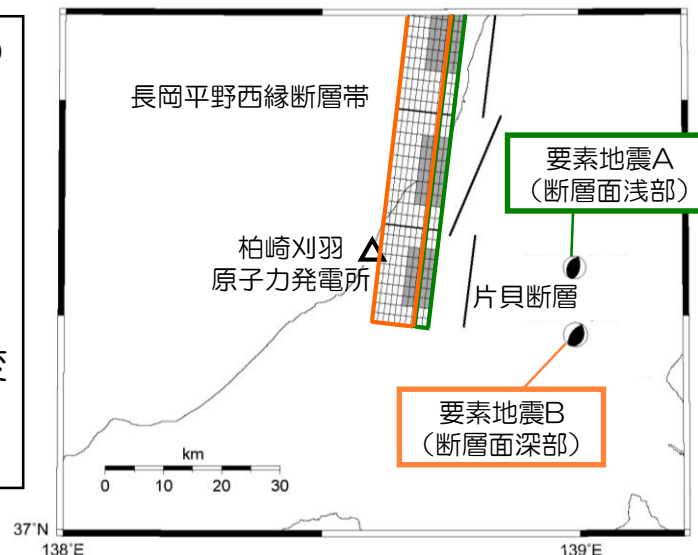 長岡平野西縁断層帯
要素地震A
（断層面浅部）
柏崎刈羽
原子力発電所
片貝断層
要素地震B
（断層面深部）
km
0 10 20 30
37°N
138°E
139°E